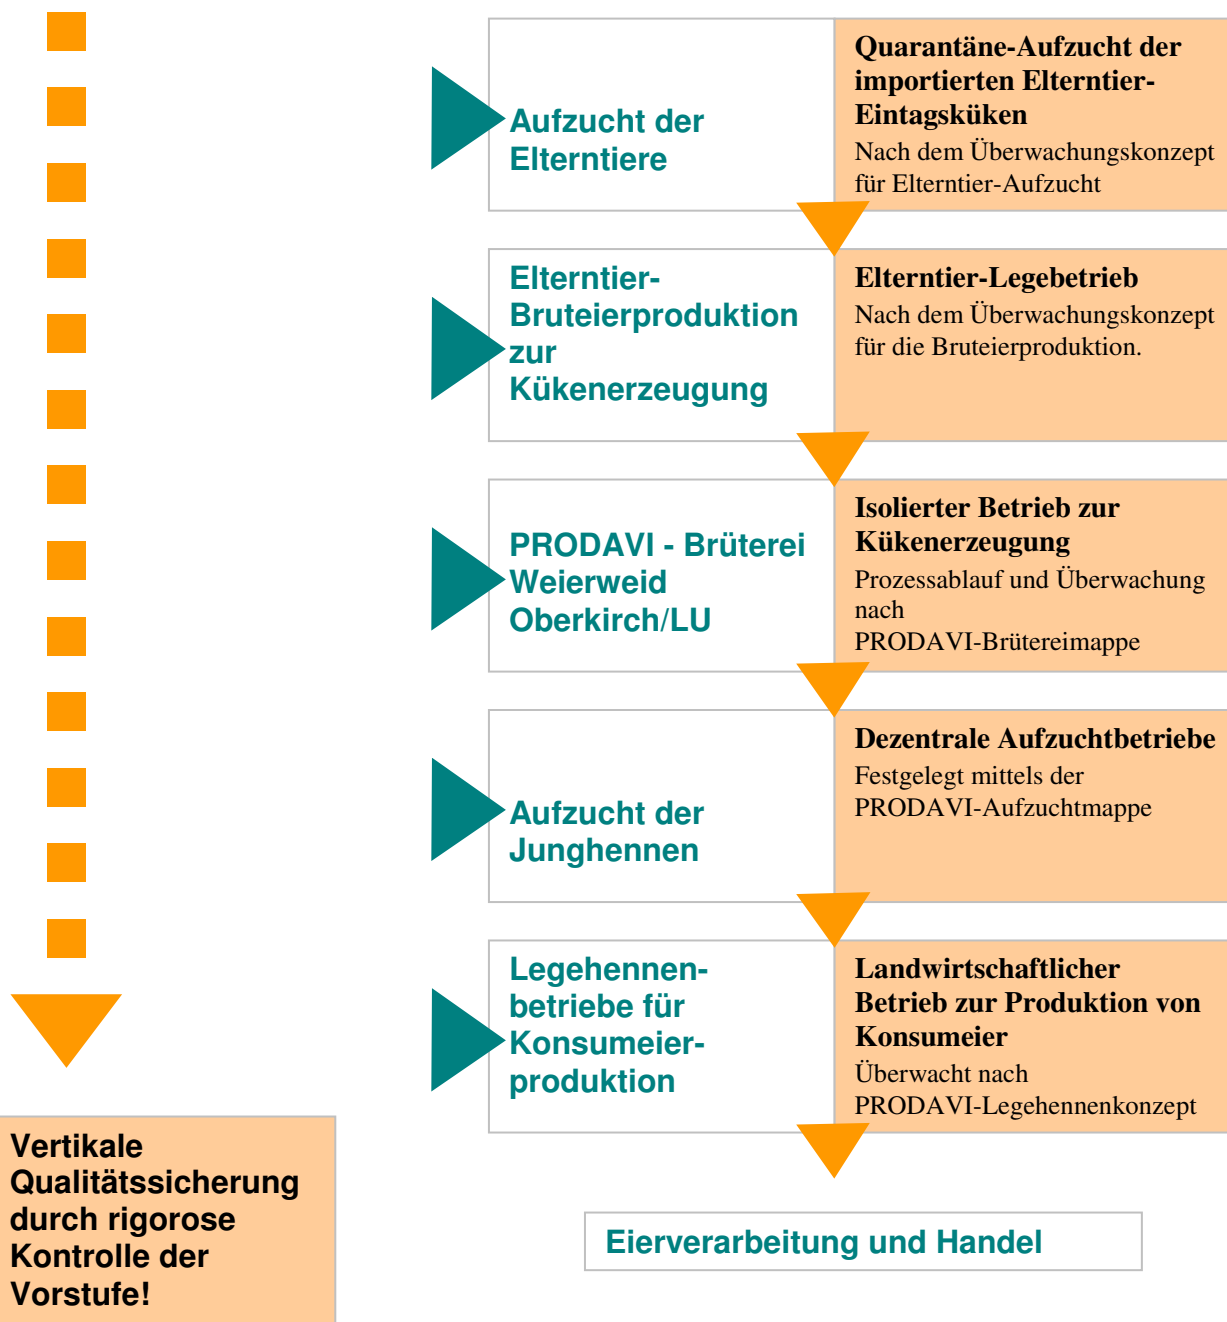 Aufzucht der
Elterntiere
Quarantäne-Aufzucht der
importierten Elterntier-
Eintagsküken
Nach dem Überwachungskonzept
für Elterntier-Aufzucht
Elterntier-
Bruteierproduktion
zur
Kükenerzeugung
Elterntier-Legebetrieb
Nach dem Überwachungskonzept
für die Bruteierproduktion.
PRODAVI - Brüterei
Weierweid
Oberkirch/LU
Isolierter Betrieb zur
Kükenerzeugung
Prozessablauf und Überwachung
nach
PRODAVI-Brütereimappe
Aufzucht der
Junghennen
Dezentrale Aufzuchtbetriebe
Festgelegt mittels der
PRODAVI-Aufzuchtmappe
Legehennen-
betriebe für
Konsumeier-
produktion
Landwirtschaftlicher
Betrieb zur Produktion von
Konsumeier
Überwacht nach
PRODAVI-Legehennenkonzept
Vertikale
Qualitätssicherung
durch rigorose
Kontrolle der
Vorstufe!
Eierverarbeitung und Handel